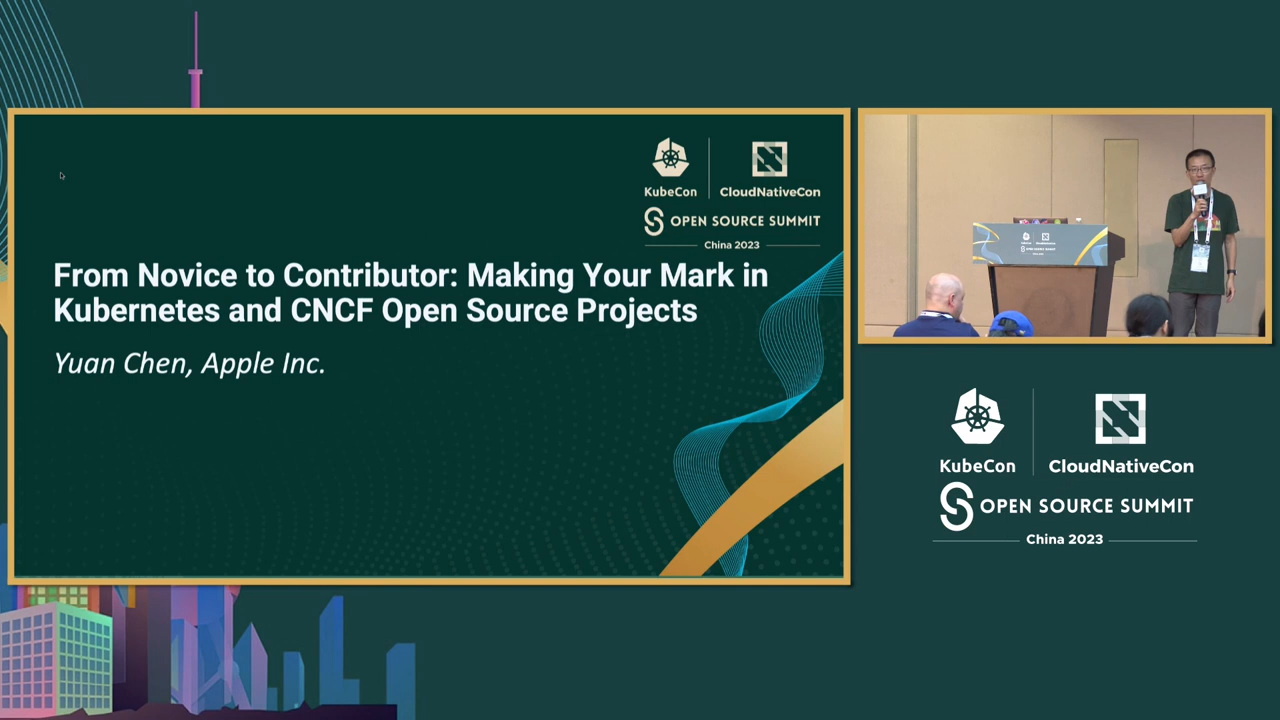 KubeCon
CloudNativeCon
OPEN SOURCE SUMMIT
China 2023
From Novice to Contributor: Making Your Mark in
Kubernetes and CNCF Open Source Projects
Yuan Chen, Apple Inc.
KubeCon
CloudNativeCon
OPEN SOURCE SUMMIT
China 2023